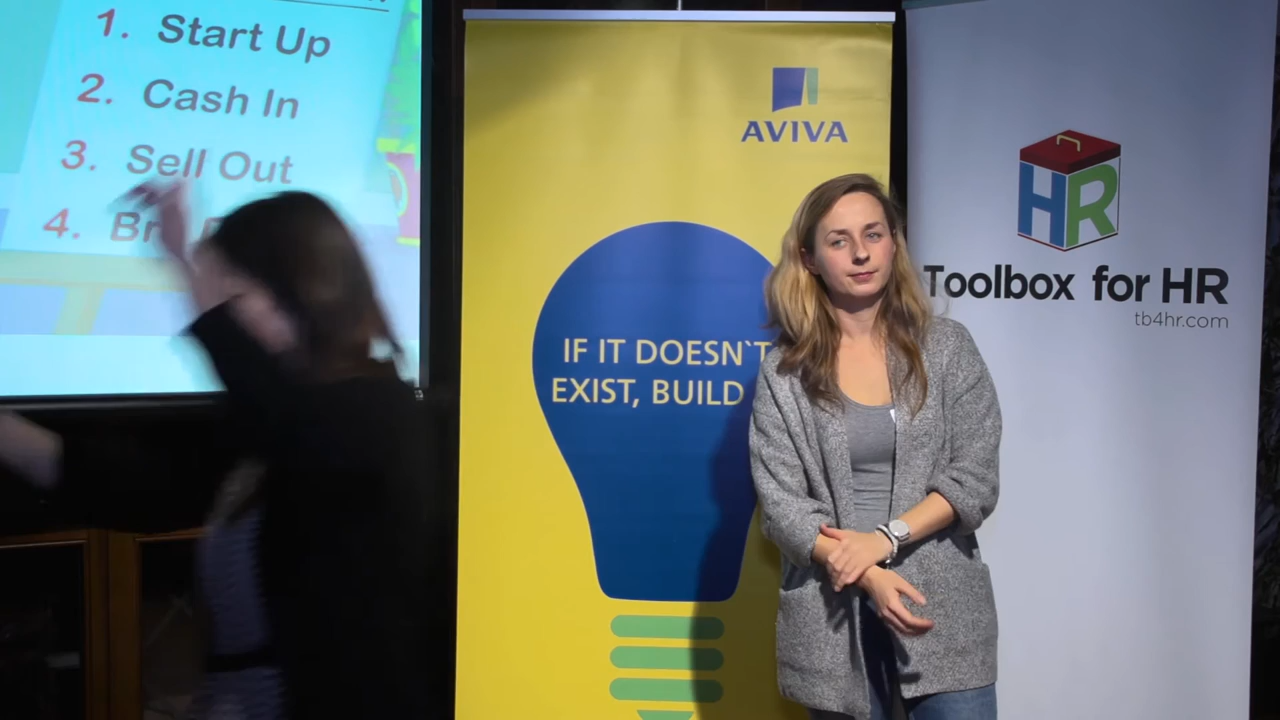 1. Start Up
2. Cash In
3. Sell Out
4.
AVIVA
IF IT DOESN`T
EXIST, BUILD
HR
Toolbox for HR
tb4hr.com